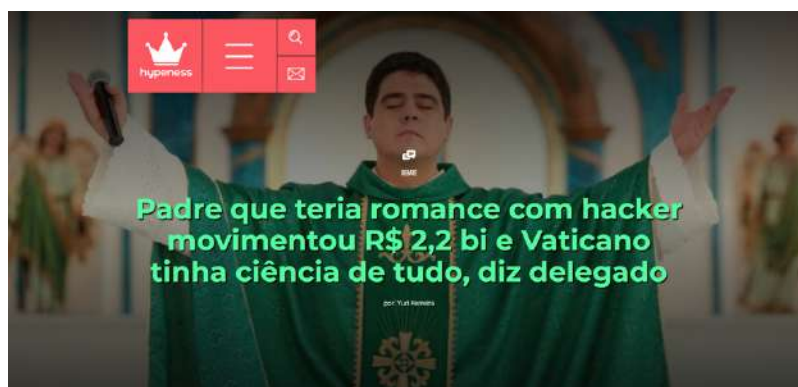 hypeness
SHARE
Padre que teria romance com hacker
movimentou R$ 2,2 bi e Vaticano
tinha ciência de tudo, diz delegado
por: Yuri Ferreira